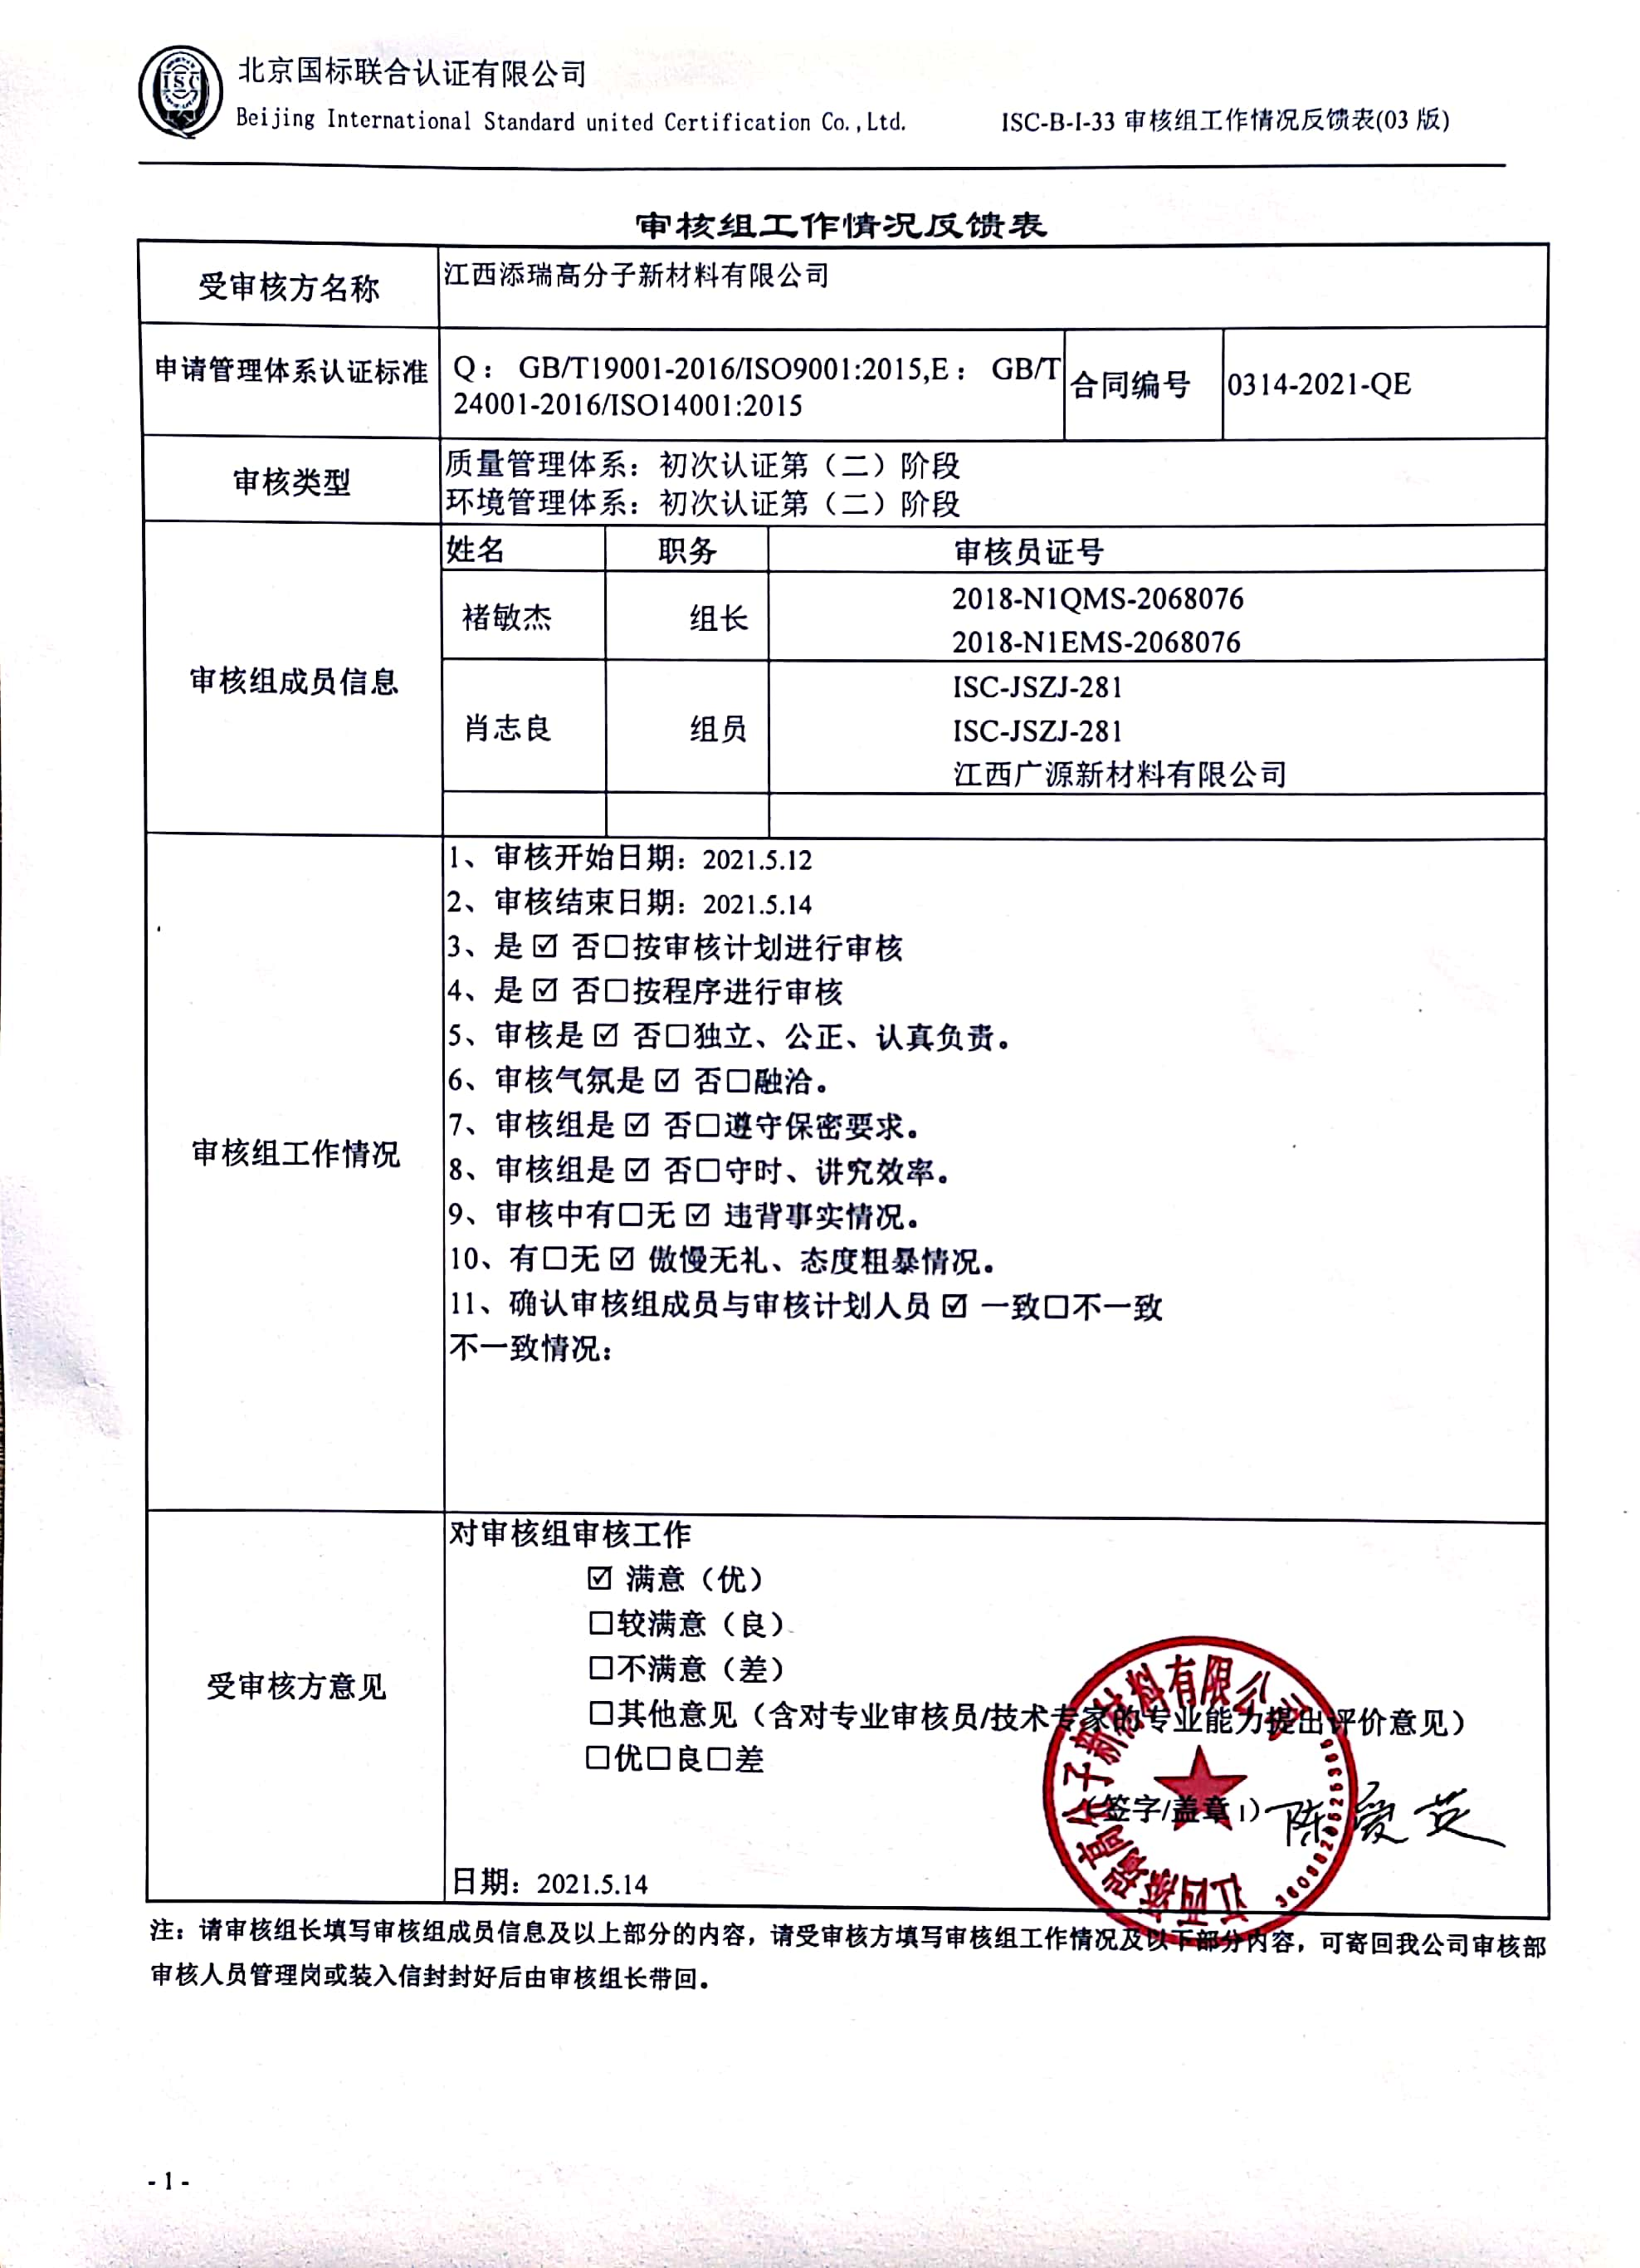 ISC
北京国标联合认证有限公司
Beijing International Standard united Certification Co.,Ltd.
ISC-B-I-33 审核组工作情况反馈表(03 版)
审核组工作情况反馈表
受审核方名称
江西添瑞高分子新材料有限公司
申请管理体系认证标准
Q： GB/T19001-2016/ISO9001:2015,E： GB/T
24001-2016/ISO14001:2015
合同编号
0314-2021-QE
审核类型
质量管理体系：初次认证第（二）阶段
环境管理体系：初次认证第（二）阶段
审核组成员信息
姓名 职务 审核员证号
褚敏杰 组长
2018-N1QMS-2068076
2018-N1EMS-2068076
肖志良 组员
ISC-JSZJ-281
ISC-JSZJ-281
江西广源新材料有限公司
审核组工作情况
1、审核开始日期：2021.5.12
2、审核结束日期：2021.5.14
3、是☑ 否□按审核计划进行审核
4、是☑ 否□按程序进行审核
5、审核是☑ 否□独立、公正、认真负责。
6、审核气氛是☑ 否□融洽。
7、审核组是☑ 否□遵守保密要求。
8、审核组是☑ 否□守时、讲究效率。
9、审核中有□无☑ 违背事实情况。
10、有□无☑ 傲慢无礼、态度粗暴情况。
11、确认审核组成员与审核计划人员☑ 一致□不一致
不一致情况：
受审核方意见
对审核组审核工作
☑ 满意（优）
□较满意（良）
□不满意（差）
□其他意见（含对专业审核员/技术专家的专业能力提出评价意见）
□优□良□差
（签字/盖章）陈爱英
江西添瑞高分子新材料有限公司
日期：2021.5.14
注：请审核组长填写审核组成员信息及以上部分的内容，请受审核方填写审核组工作情况及以下部分内容，可寄回我公司审核部
审核人员管理岗或装入信封封好后由审核组长带回。
- 1 -